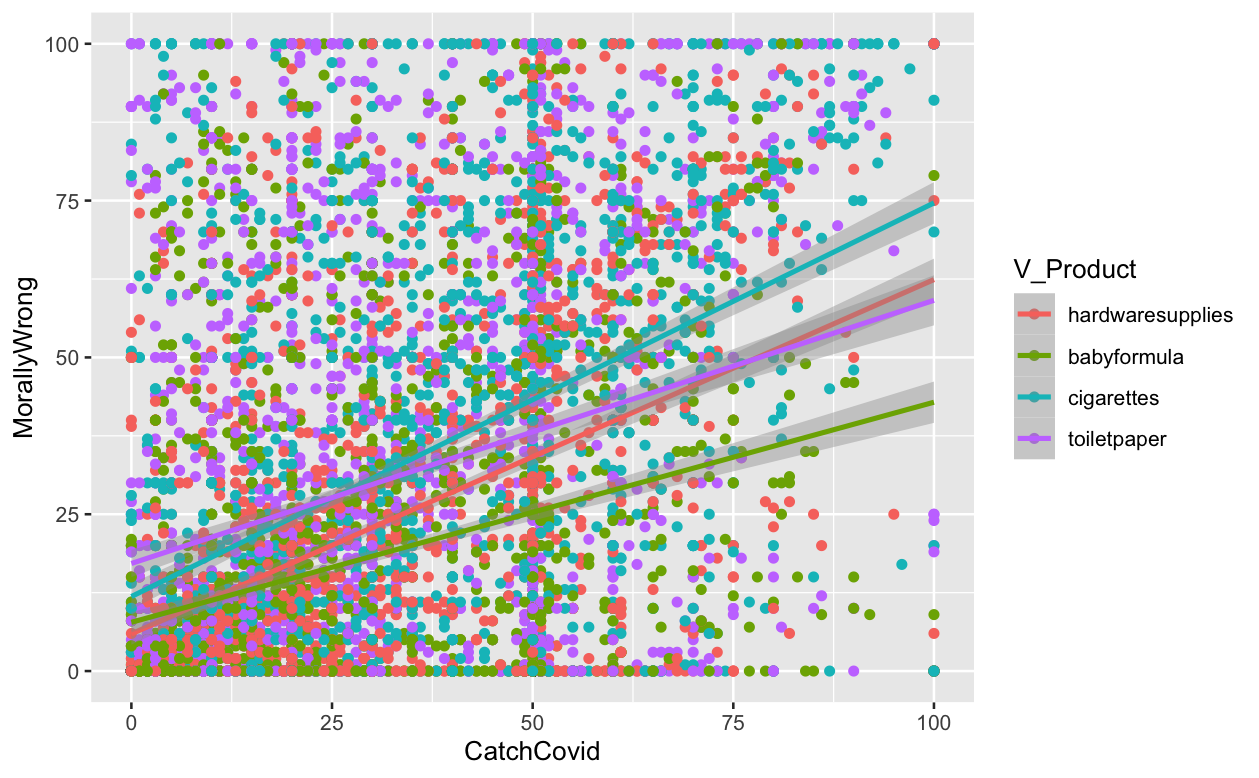 MorallyWrong
100
75
50
25
0
0
25
50
75
100
CatchCovid
V_Product
hardwaresupplies
babyformula
cigarettes
toiletpaper